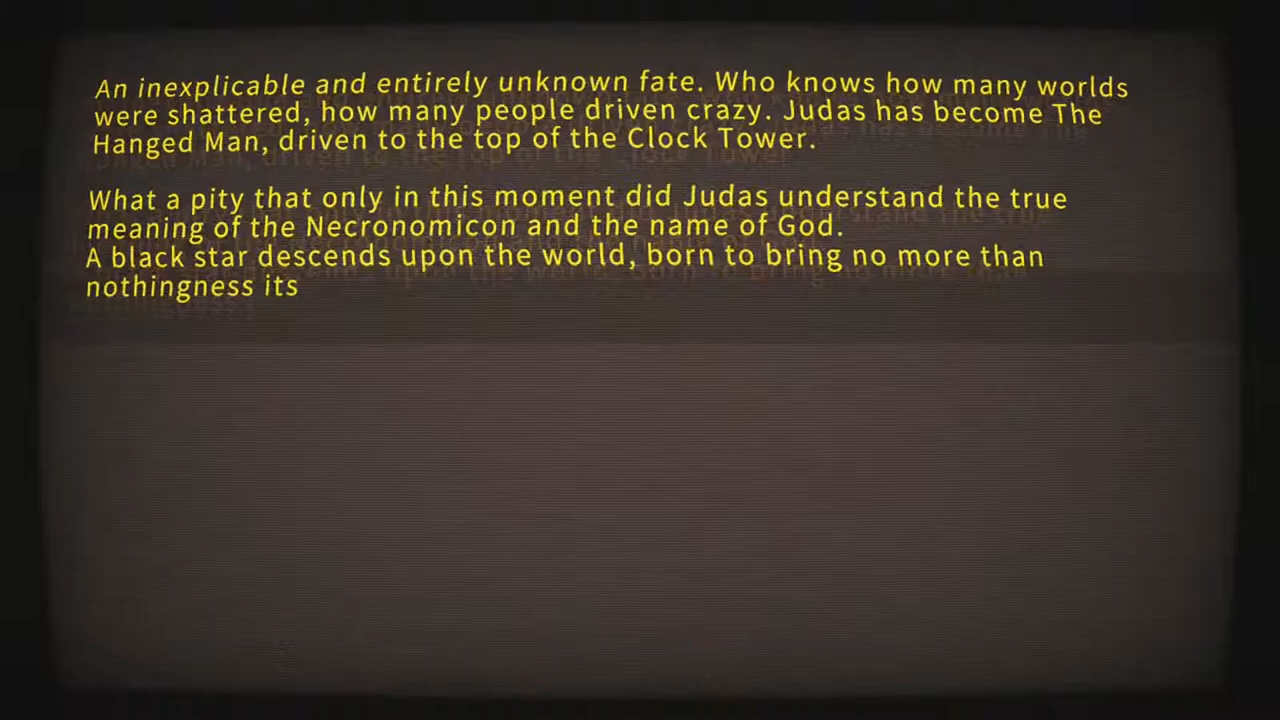 An inexplicable and entirely unknown fate. Who knows how many worlds
were shattered, how many people driven crazy. Judas has become The
Hanged Man, driven to the top of the Clock Tower.
What a pity that only in this moment did Judas understand the true
meaning of the Necronomicon and the name of God.
A black star descends upon the world, born to bring no more than
nothingness its